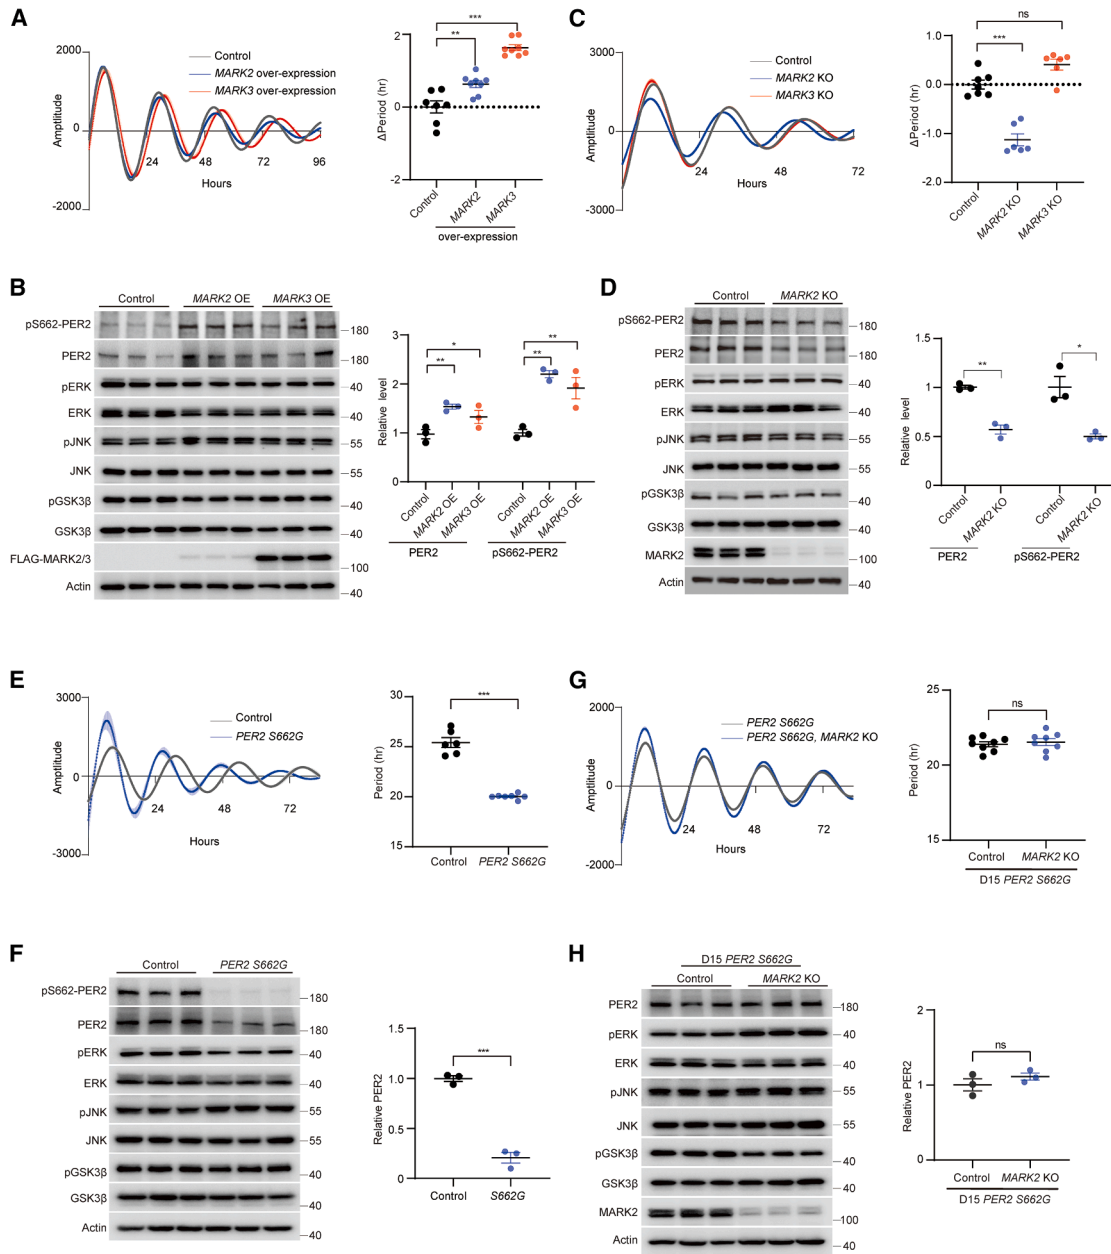 A
2000
Amplitude
0
-2000
24
48
72
96
Hours
Control
MARK2 over-expression
MARK3 over-expression
ΔPeriod (hr)
2
0
-2
***
**
Control
MARK2
MARK3
over-expression
C
3000
Amplitude
0
-3000
24
48
72
Hours
Control
MARK2 KO
MARK3 KO
ΔPeriod (hr)
1.0
0.0
-1.0
-2.0
ns
***
Control
MARK2 KO
MARK3 KO
B
Control
MARK2 OE
MARK3 OE
pS662-PER2
180
PER2
180
pERK
40
ERK
40
pJNK
55
JNK
55
pGSK3β
40
GSK3β
40
FLAG-MARK2/3
100
Actin
40
Relative level
3
2
1
0
*
**
**
**
Control
MARK2 OE
MARK3 OE
Control
MARK2 OE
MARK3 OE
PER2
pS662-PER2
D
Control
MARK2 KO
pS662-PER2
180
PER2
180
pERK
40
ERK
40
pJNK
55
JNK
55
pGSK3β
40
GSK3β
40
MARK2
100
Actin
40
Relative level
1.5
1.0
0.5
0
**
*
Control
MARK2 KO
Control
MARK2 KO
PER2
pS662-PER2
E
3000
Amplitude
0
-3000
24
48
72
Hours
Control
PER2 S662G
Period (hr)
30
25
20
15
***
Control
PER2 S662G
G
2000
Amplitude
0
-2000
24
48
72
Hours
PER2 S662G
PER2 S662G, MARK2 KO
Period (hr)
25
20
15
ns
Control
MARK2 KO
D15 PER2 S662G
F
Control
PER2 S662G
pS662-PER2
180
PER2
180
pERK
40
ERK
40
pJNK
55
JNK
55
pGSK3β
40
GSK3β
40
Actin
40
Relative PER2
1.5
1.0
0.5
0
***
Control
S662G
H
D15 PER2 S662G
Control
MARK2 KO
PER2
180
pERK
40
ERK
40
pJNK
55
JNK
55
pGSK3β
40
GSK3β
40
MARK2
100
Actin
40
Relative PER2
2
1
0
ns
Control
MARK2 KO
D15 PER2 S662G